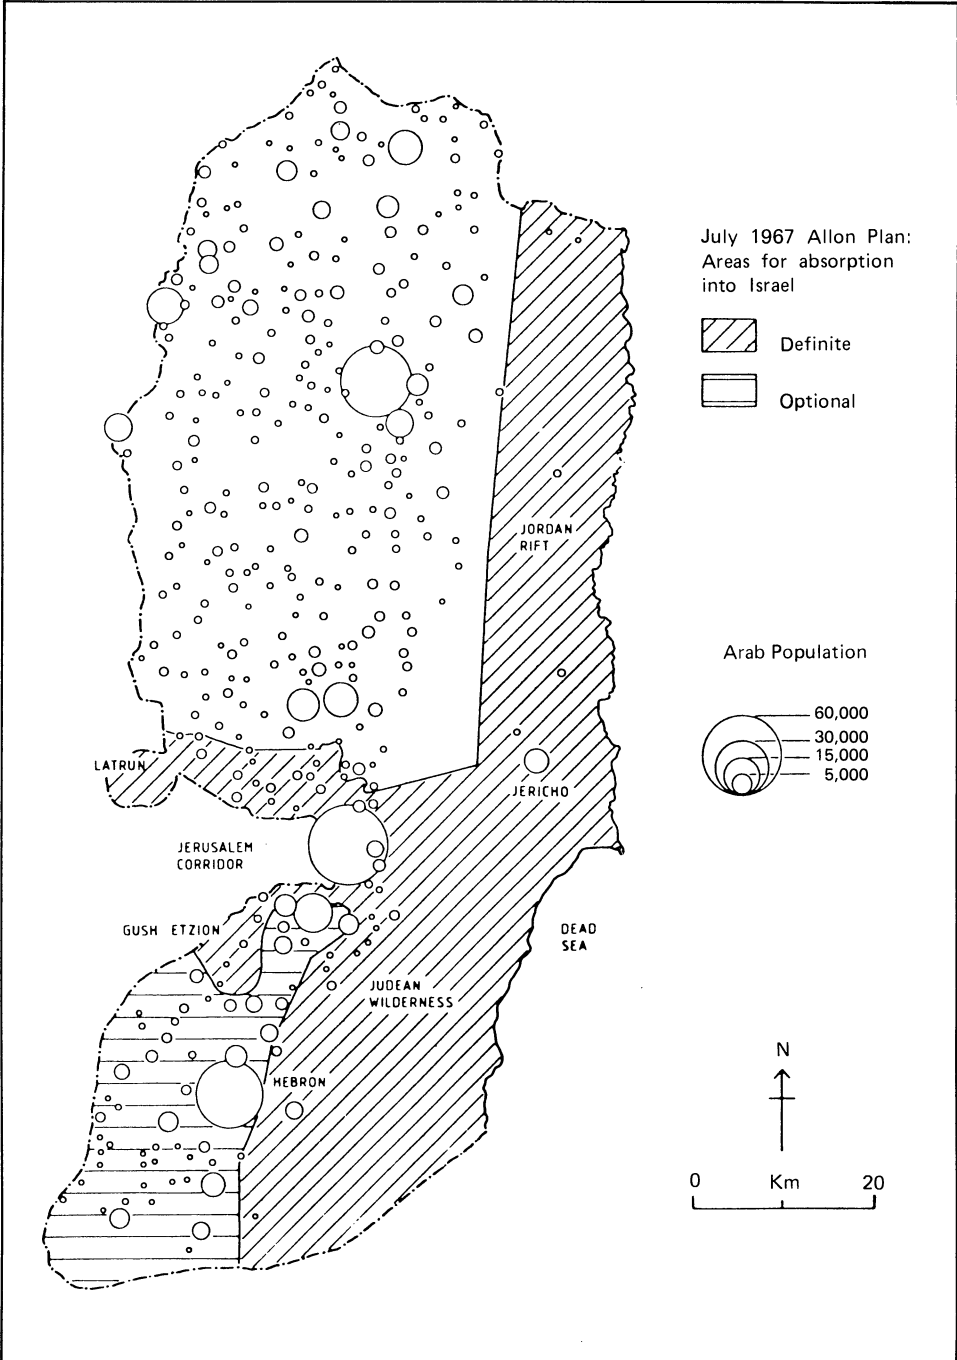 July 1967 Allon Plan:
Areas for absorption
into Israel
Definite
Optional
JORDAN
RIFT
Arab Population
60,000
30,000
15,000
5,000
LATRUN
JERICHO
JERUSALEM
CORRIDOR
GUSH ETZION
DEAD
SEA
JUDEAN
WILDERNESS
HEBRON
N
0 Km 20